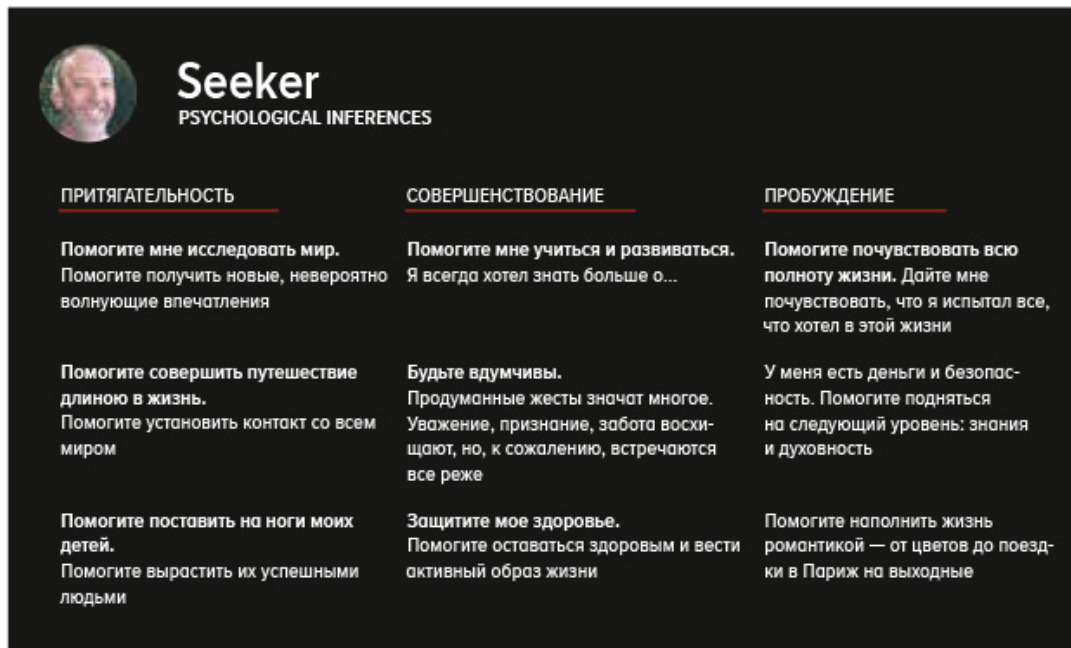 Seeker
PSYCHOLOGICAL INFERENCES
ПРИТЯГАТЕЛЬНОСТЬ
Помогите мне исследовать мир.
Помогите получить новые, невероятно
волнующие впечатления
Помогите совершить путешествие
длиною в жизнь.
Помогите установить контакт со всем
миром
Помогите поставить на ноги моих
детей.
Помогите вырастить их успешными
людьми
СОВЕРШЕНСТВОВАНИЕ
Помогите мне учиться и развиваться.
Я всегда хотел знать больше о...
Будьте вдумчивы.
Продуманные жесты значат многое.
Уважение, признание, забота восхи-
щают, но, к сожалению, встречаются
все реже
Защитите мое здоровье.
Помогите оставаться здоровым и вести
активный образ жизни
ПРОБУЖДЕНИЕ
Помогите почувствовать всю
полноту жизни. Дайте мне
почувствовать, что я испытал все,
что хотел в этой жизни
У меня есть деньги и безопас-
ность. Помогите подняться
на следующий уровень: знания
и духовность
Помогите наполнить жизнь
романтикой — от цветов до поезд-
ки в Париж на выходные